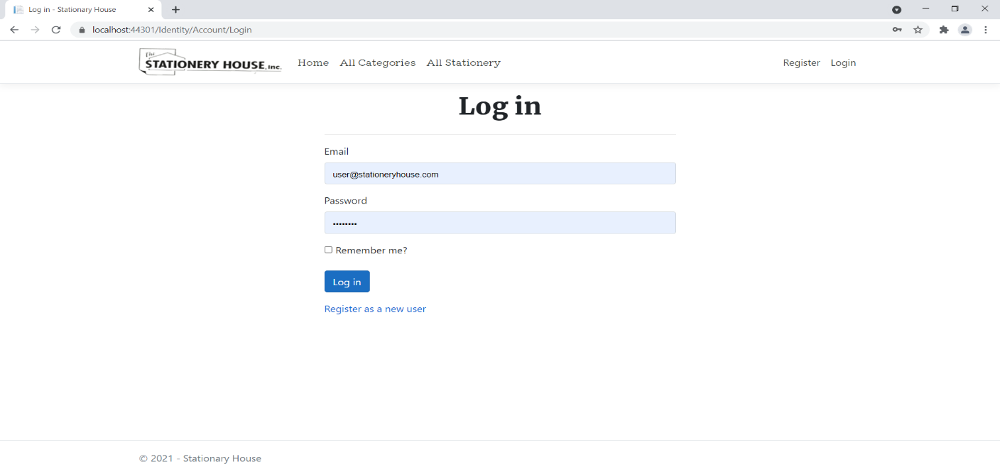 Log in - Stationary House
localhost:44301/Identity/Account/Login
The
STATIONERY HOUSE, Inc.
Home All Categories All Stationery Register Login
Log in
Email
user@stationeryhouse.com
Password
••••••••
Remember me?
Log in
Register as a new user
© 2021 - Stationary House